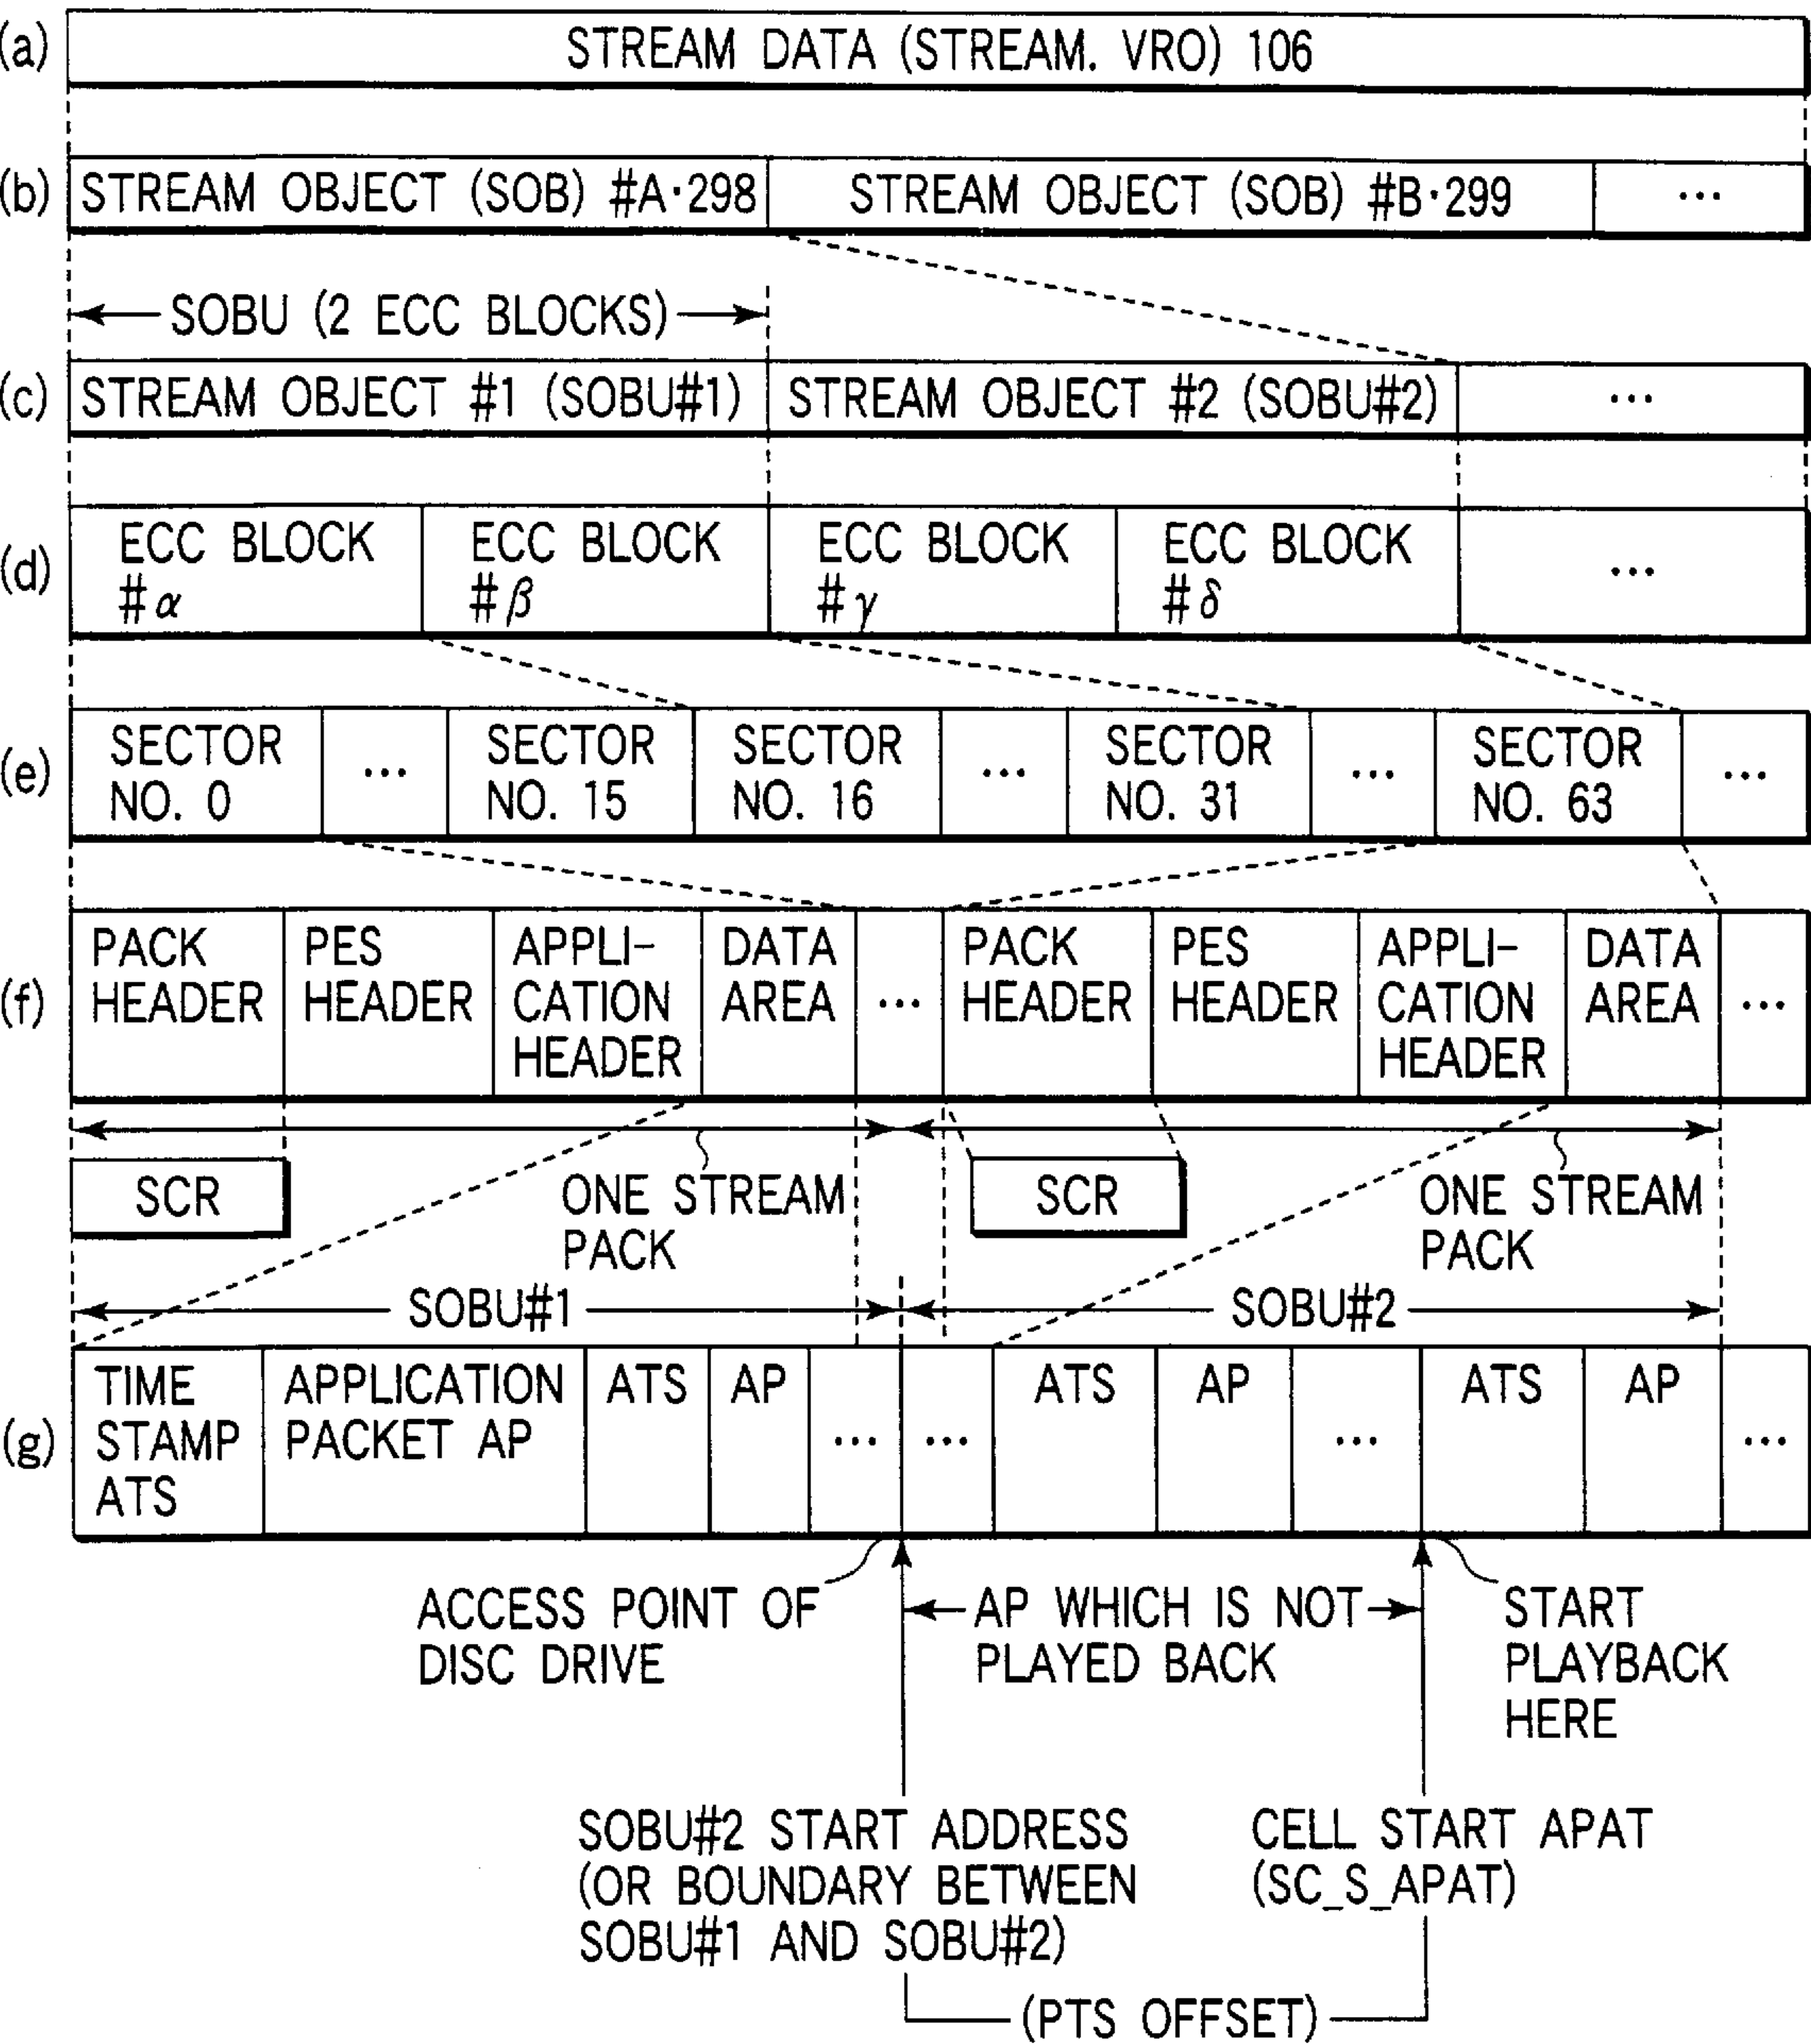 (a) STREAM DATA (STREAM. VRO) 106
(b) STREAM OBJECT (SOB) #A·298 STREAM OBJECT (SOB) #B·299 ...
SOBU (2 ECC BLOCKS)
(c) STREAM OBJECT #1 (SOBU#1) STREAM OBJECT #2 (SOBU#2) ...
(d) ECC BLOCK #α ECC BLOCK #β ECC BLOCK #γ ECC BLOCK #δ ...
(e) SECTOR NO. 0 ... SECTOR NO. 15 SECTOR NO. 16 ... SECTOR NO. 31 ... SECTOR NO. 63 ...
(f) PACK HEADER PES HEADER APPLI-CATION HEADER DATA AREA ... PACK HEADER PES HEADER APPLI-CATION HEADER DATA AREA ...
SCR ONE STREAM PACK SCR ONE STREAM PACK
SOBU#1 SOBU#2
(g) TIME STAMP ATS APPLICATION PACKET AP ATS AP ... ... ATS AP ... ATS AP ...
ACCESS POINT OF DISC DRIVE
AP WHICH IS NOT PLAYED BACK
START PLAYBACK HERE
SOBU#2 START ADDRESS
(OR BOUNDARY BETWEEN
SOBU#1 AND SOBU#2)
CELL START APAT
(SC_S_APAT)
(PTS OFFSET)